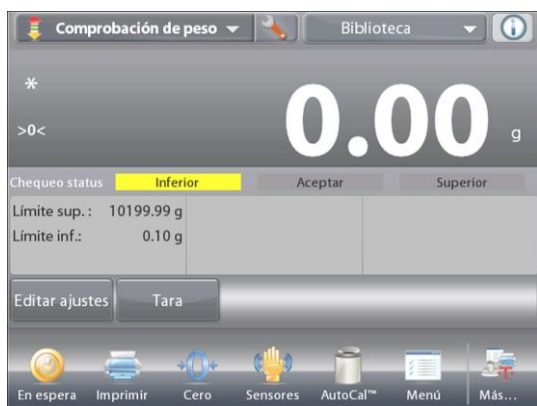 Comprobación de peso
Biblioteca
*
>0<
0.00 g
Chequeo status Inferior Aceptar Superior
Límite sup. : 10199.99 g
Límite inf.: 0.10 g
Editar ajustes Tara
En espera Imprimir Cero Sensores AutoCal™ Menú Más...